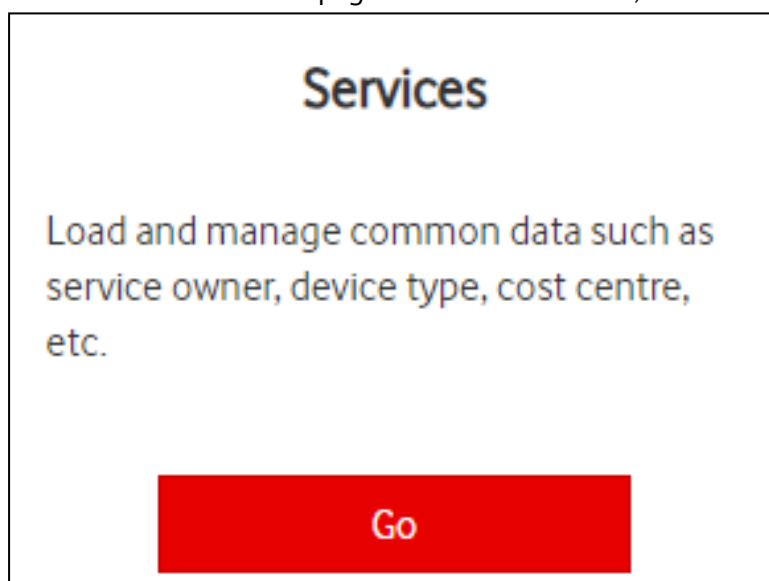 Services
Load and manage common data such as
service owner, device type, cost centre,
etc.
Go